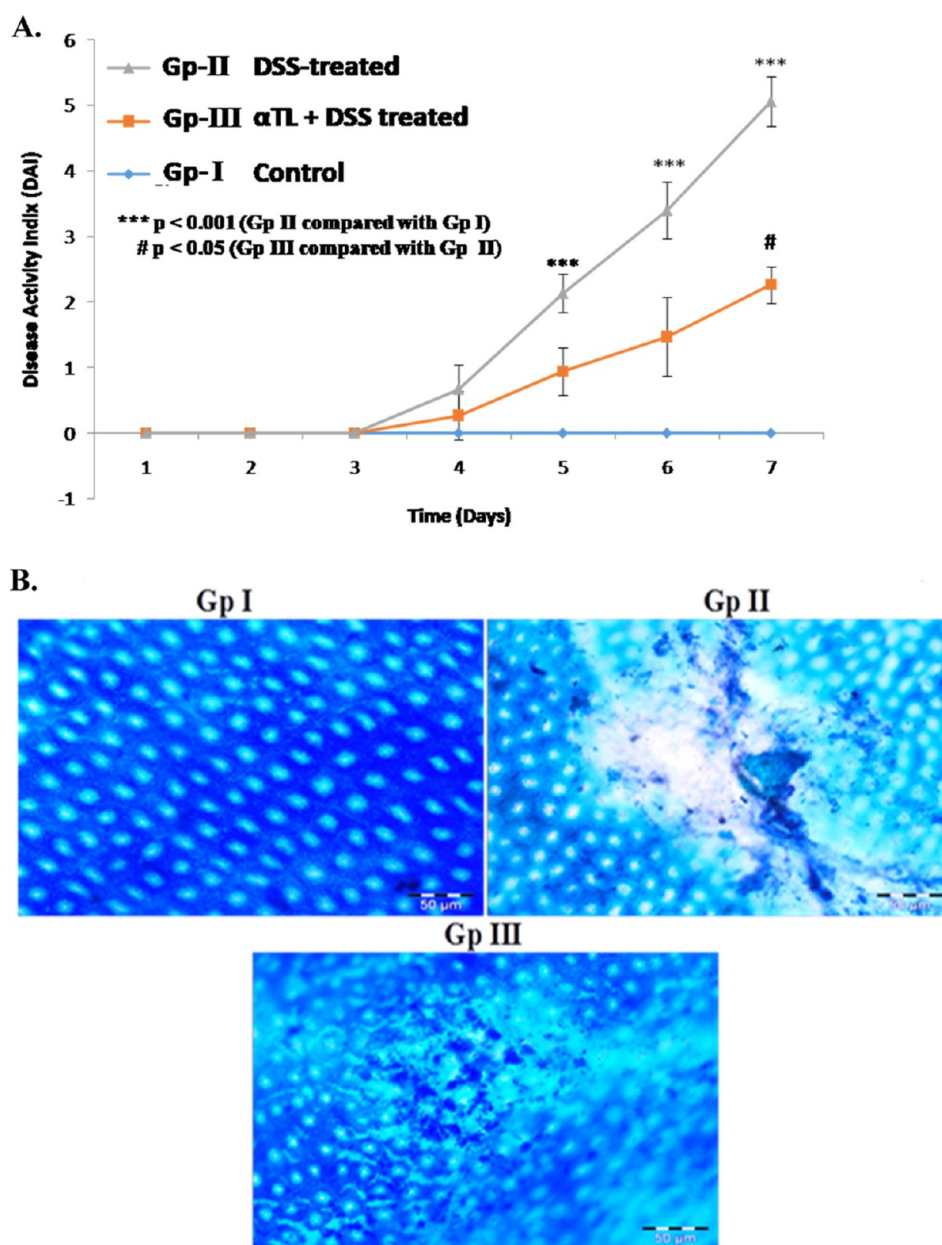 A.
6
5
4
3
2
1
0
-1
Disease Activity Indix (DAI)
Gp-II DSS-treated
Gp-III αTL + DSS treated
Gp-I Control
*** p < 0.001 (Gp II compared with Gp I)
# p < 0.05 (Gp III compared with Gp II)
***
***
***
#
1 2 3 4 5 6 7
Time (Days)
B.
Gp I
Gp II
50 µm
Gp III
50 µm